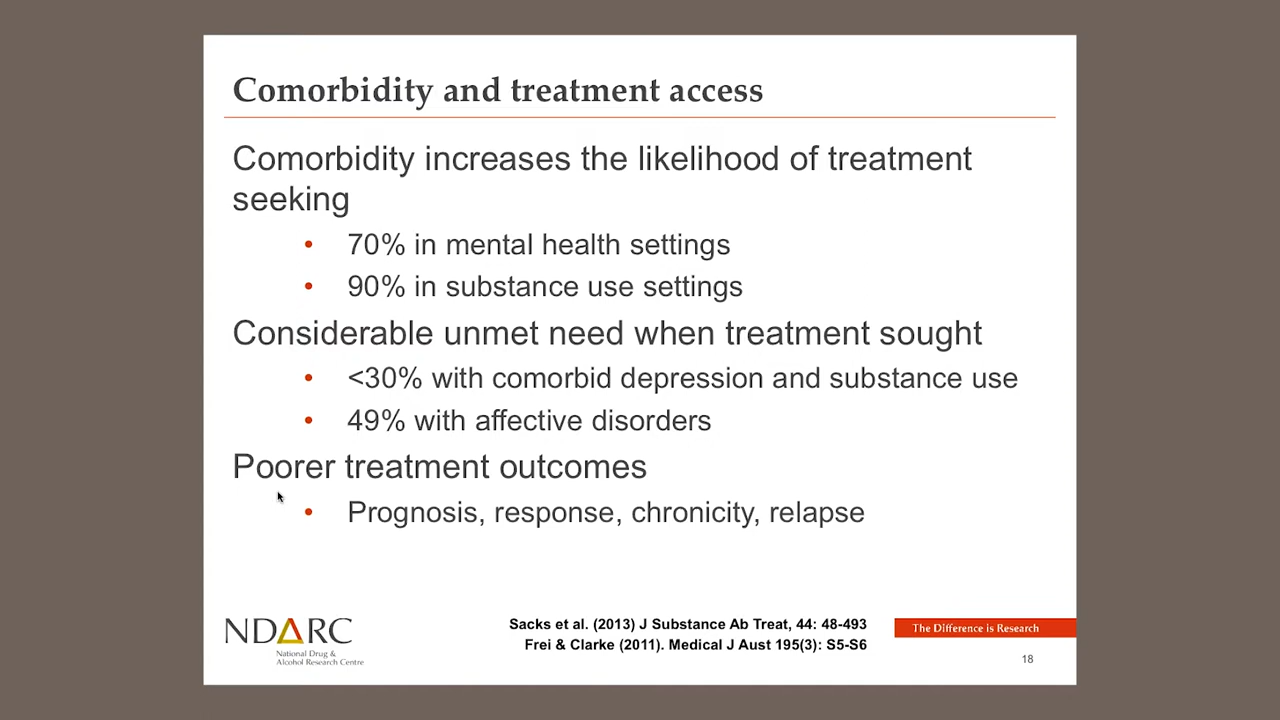 Comorbidity and treatment access
Comorbidity increases the likelihood of treatment
seeking
• 70% in mental health settings
• 90% in substance use settings
Considerable unmet need when treatment sought
• <30% with comorbid depression and substance use
• 49% with affective disorders
Poorer treatment outcomes
• Prognosis, response, chronicity, relapse
NDARC
National Drug &
Alcohol Research Centre
Sacks et al. (2013) J Substance Ab Treat, 44: 48-493
Frei & Clarke (2011). Medical J Aust 195(3): S5-S6
The Difference is Research
18